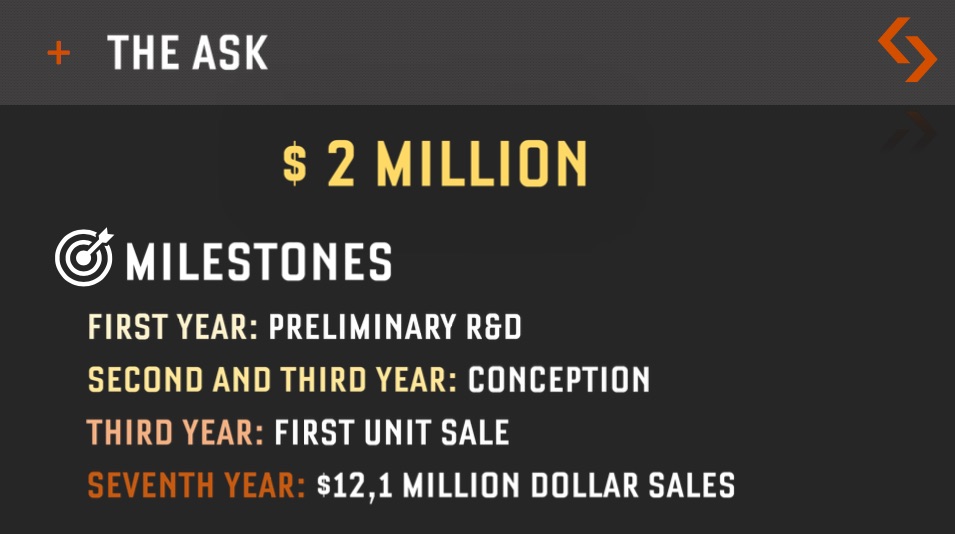 + THE ASK
$ 2 MILLION
MILESTONES
FIRST YEAR: PRELIMINARY R&D
SECOND AND THIRD YEAR: CONCEPTION
THIRD YEAR: FIRST UNIT SALE
SEVENTH YEAR: $12,1 MILLION DOLLAR SALES